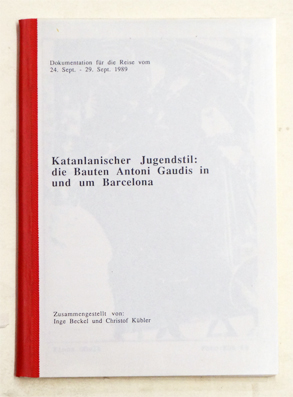 Dokumentation für die Reise vom
24. Sept. - 29. Sept. 1989
Katanlanischer Jugendstil:
die Bauten Antoni Gaudis in
und um Barcelona
Zusammengestellt von:
Inge Beckel und Christof Kübler